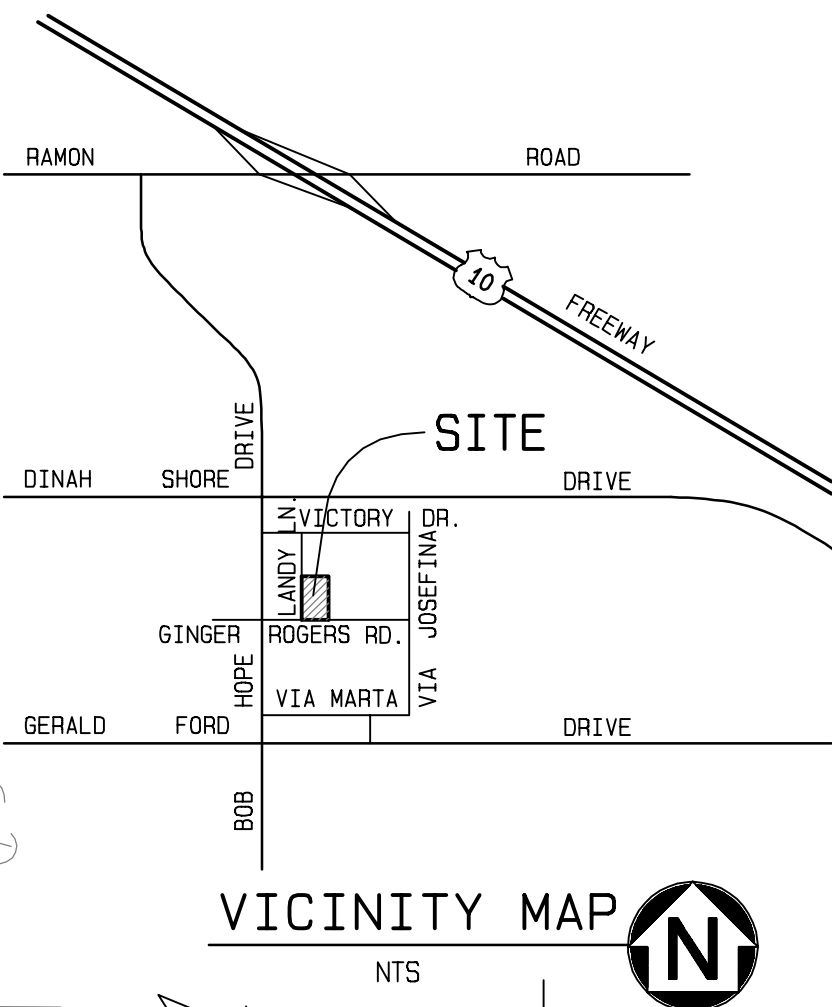 RAMON ROAD
10
FREEWAY
DRIVE
SITE
DINAH SHORE DRIVE
LANDY LN.
VICTORY DR.
VIA JOSEFINA
GINGER ROGERS RD.
HOPE
VIA MARTA
GERALD FORD DRIVE
BOB
VICINITY MAP
NTS
N